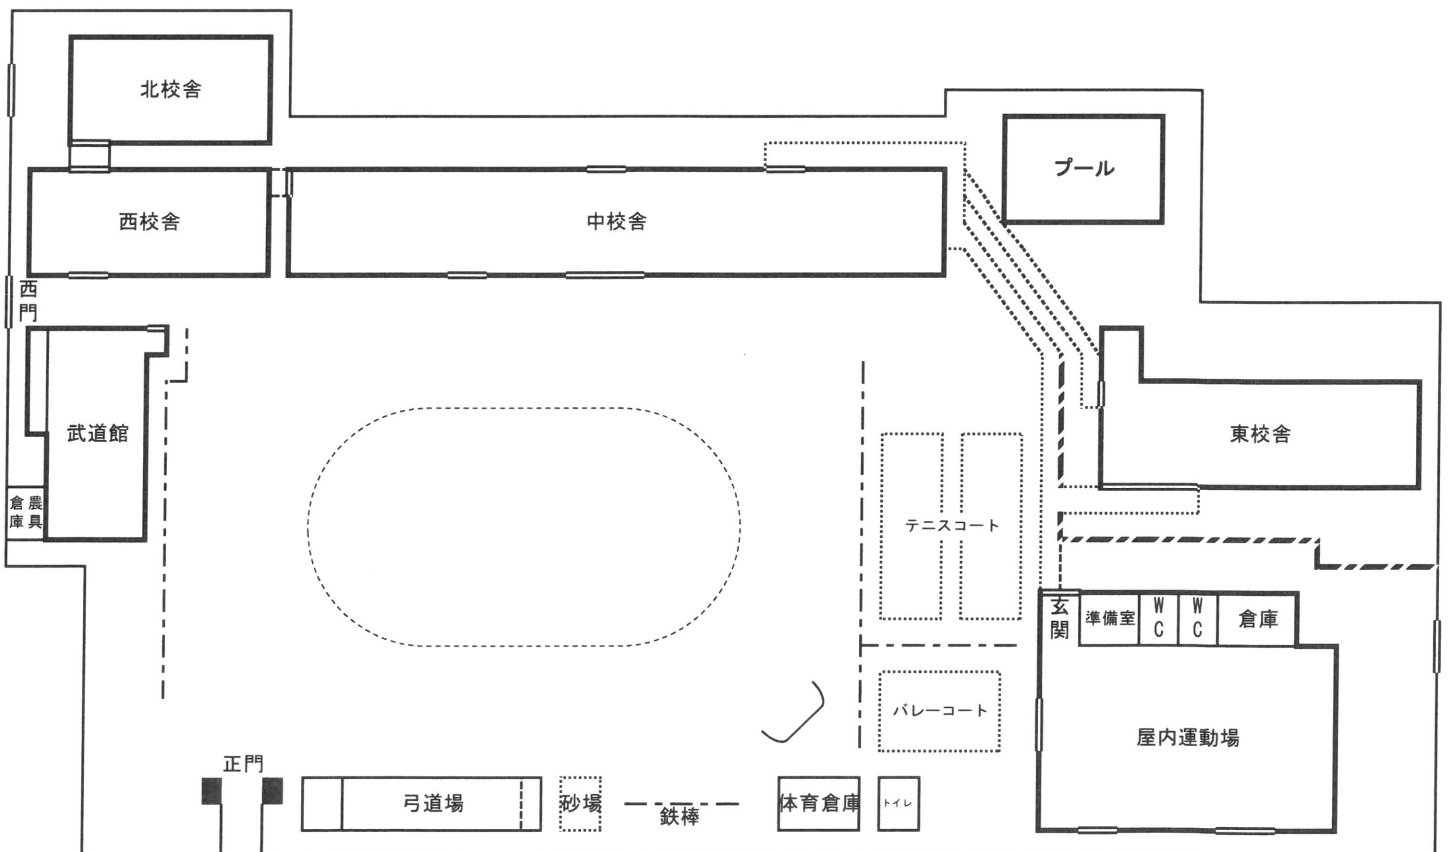 北校舎
プール
西校舎
中校舎
西門
武道館
東校舎
農具倉庫
テニスコート
玄関
準備室
WC
WC
倉庫
バレーコート
屋内運動場
正門
弓道場
砂場
鉄棒
体育倉庫
トイレ